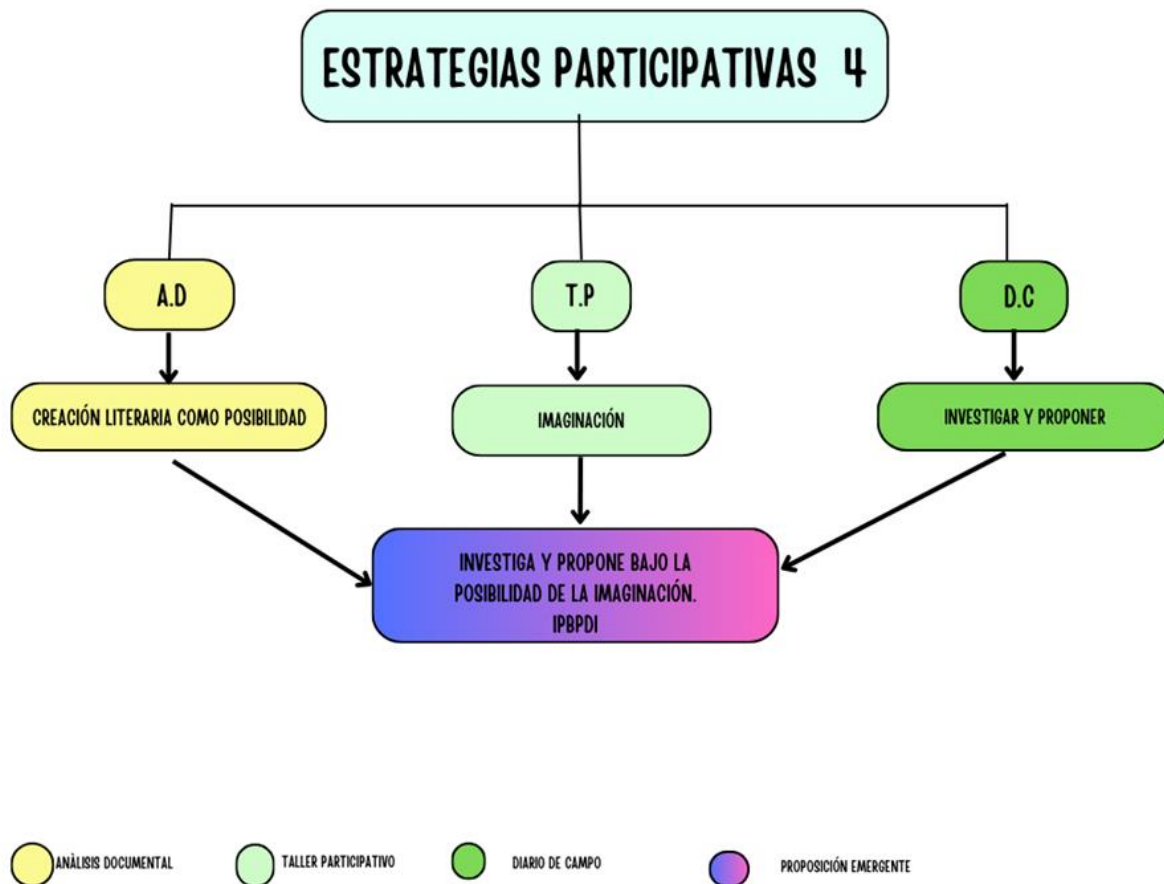 ESTRATEGIAS PARTICIPATIVAS 4
A.D
T.P
D.C
CREACIÓN LITERARIA COMO POSIBILIDAD
IMAGINACIÓN
INVESTIGAR Y PROPONER
INVESTIGA Y PROPONE BAJO LA
POSIBILIDAD DE LA IMAGINACIÓN.
IPBPDI
ANÀLISIS DOCUMENTAL
TALLER PARTICIPATIVO
DIARIO DE CAMPO
PROPOSICIÓN EMERGENTE